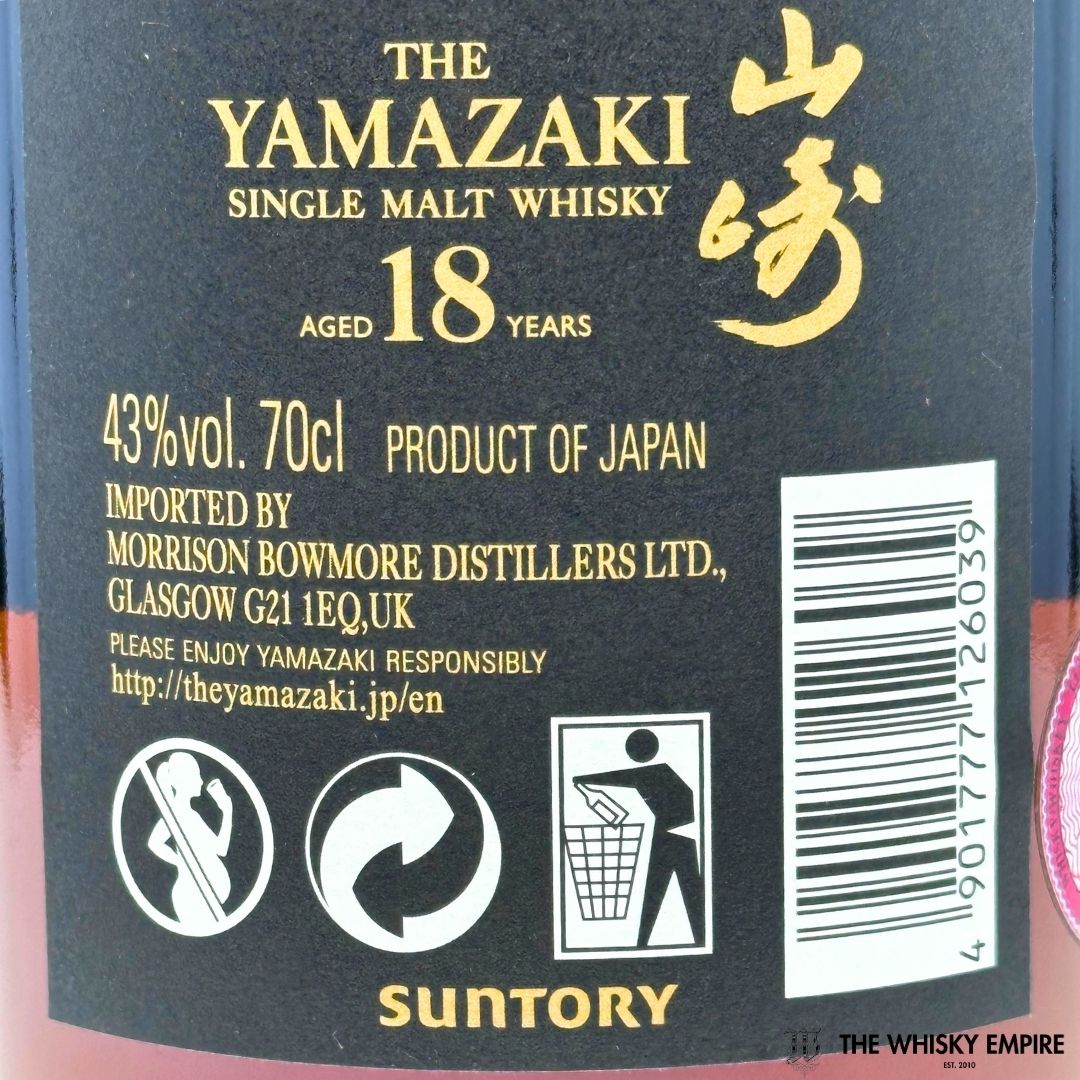 THE
YAMAZAKI
SINGLE MALT WHISKY
AGED 18 YEARS
山崎
43%vol. 70cl PRODUCT OF JAPAN
IMPORTED BY
MORRISON BOWMORE DISTILLERS LTD.,
GLASGOW G21 1EQ,UK
PLEASE ENJOY YAMAZAKI RESPONSIBLY
http://theyamazaki.jp/en
4 901777 126039
SUNTORY
THE WHISKY EMPIRE
EST. 2010